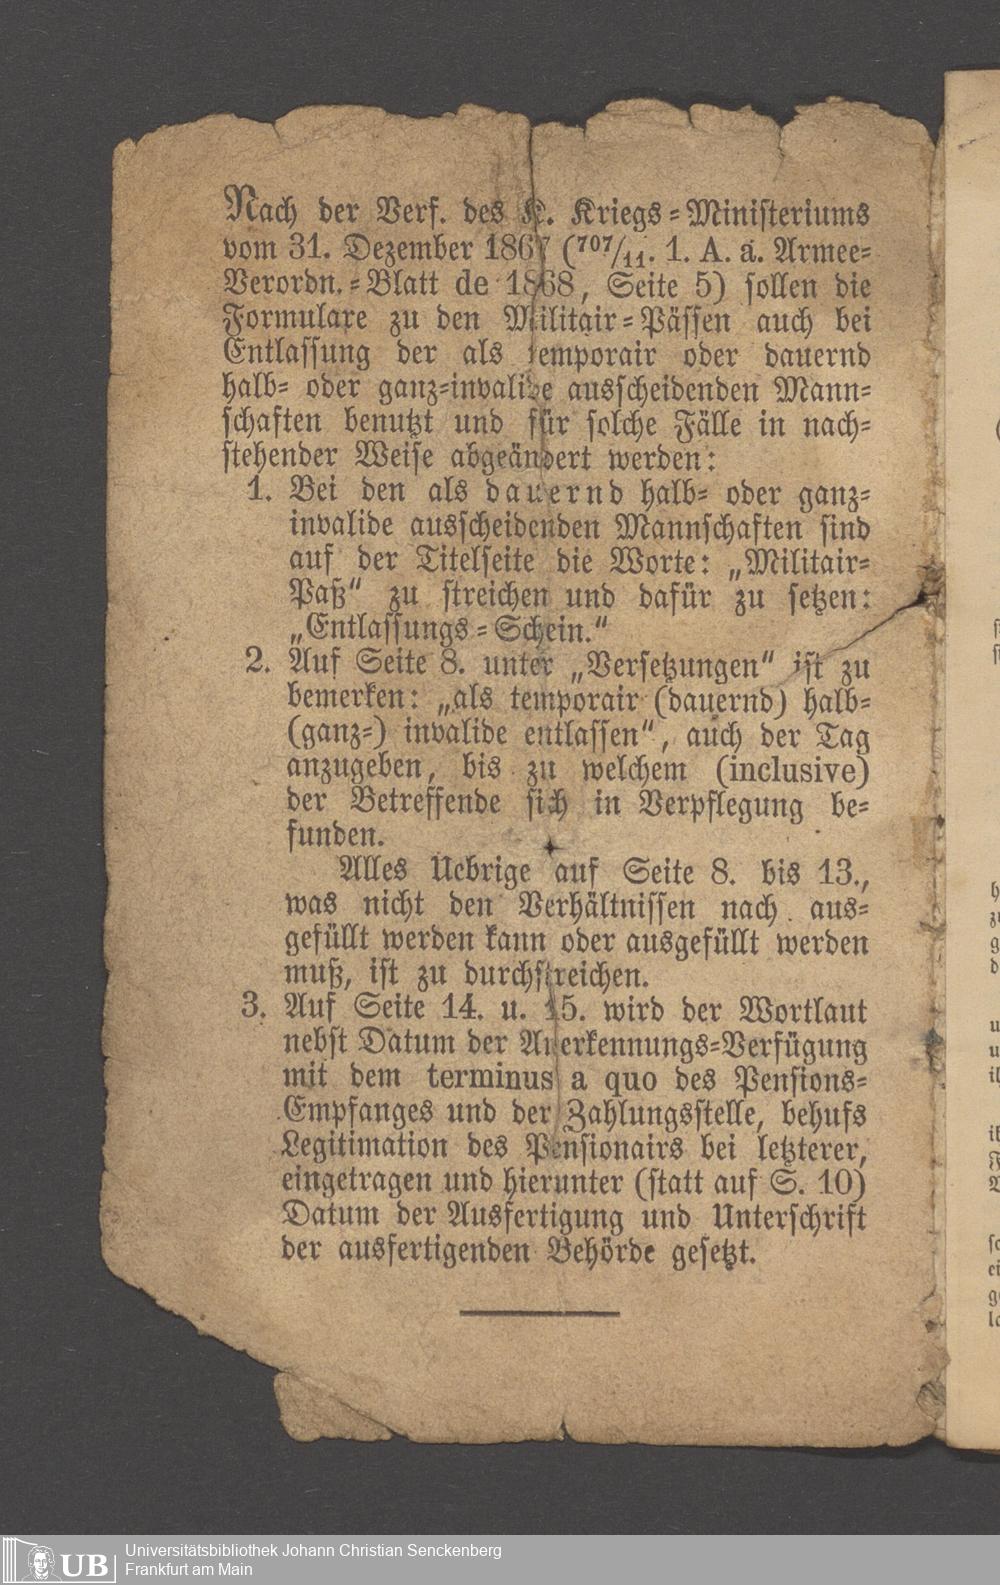 Nach der Verf. des K. Kriegs-Ministeriums
vom 31. Dezember 1867 (⁷⁰⁷/₁₁. 1. A. a. Armee-
Verordn.-Blatt de 1868, Seite 5) sollen die
Formulare zu den Militair-Pässen auch bei
Entlassung der als temporair oder dauernd
halb- oder ganz-invalide ausscheidenden Mann-
schaften benutzt und für solche Fälle in nach-
stehender Weise abgeändert werden:
1. Bei den als dauernd halb- oder ganz-
invalide ausscheidenden Mannschaften sind
auf der Titelseite die Worte: „Militair-
Paß“ zu streichen und dafür zu setzen:
„Entlassungs-Schein.“
2. Auf Seite 8. unter „Versetzungen“ ist zu
bemerken: „als temporair (dauernd) halb-
(ganz-) invalide entlassen“, auch der Tag
anzugeben, bis zu welchem (inclusive)
der Betreffende sich in Verpflegung be-
funden.
Alles Uebrige auf Seite 8. bis 13.,
was nicht den Verhältnissen nach aus-
gefüllt werden kann oder ausgefüllt werden
muß, ist zu durchstreichen.
3. Auf Seite 14. u. 15. wird der Wortlaut
nebst Datum der Anerkennungs-Verfügung
mit dem terminus a quo des Pensions-
Empfanges und der Zahlungsstelle, behufs
Legitimation des Pensionairs bei letzterer,
eingetragen und hierunter (statt auf S. 10)
Datum der Ausfertigung und Unterschrift
der ausfertigenden Behörde gesetzt.
UB
Universitätsbibliothek Johann Christian Senckenberg
Frankfurt am Main